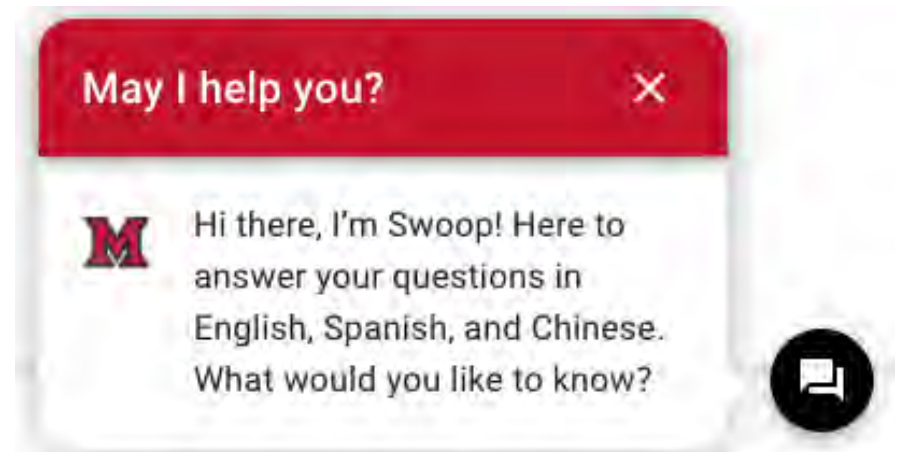 May I help you?
M
Hi there, I'm Swoop! Here to
answer your questions in
English, Spanish, and Chinese.
What would you like to know?